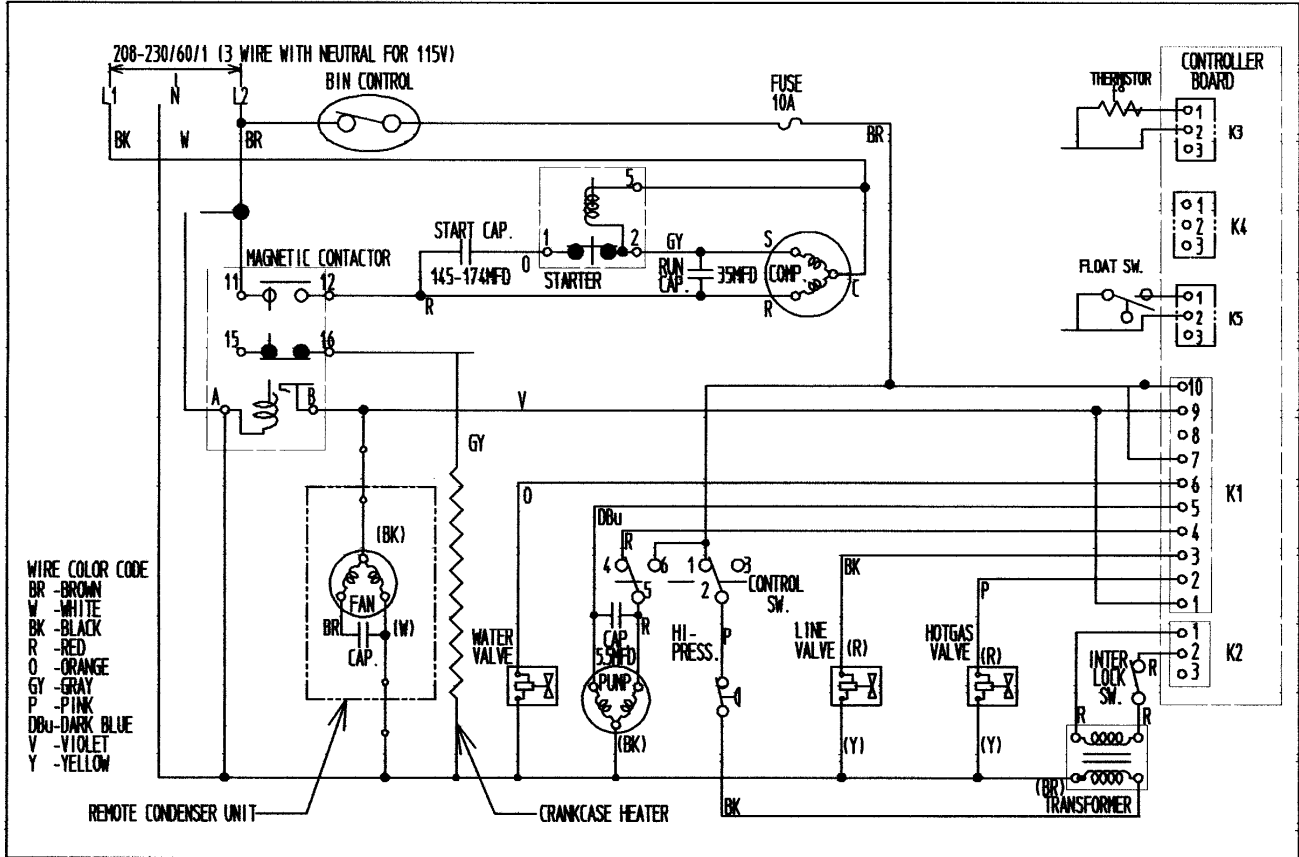 208-230/60/1 (3 WIRE WITH NEUTRAL FOR 115V)
L1
N
L2
BIN CONTROL
FUSE
10A
THERMISTOR
CONTROLLER
BOARD
BK
W
BR
BR
1
2
3
K3
5
1
2
3
K4
START CAP.
145-174MFD
1
2
O
STARTER
GY
RUN
CAP.
35MFD
S
COMP.
R
C
R
MAGNETIC CONTACTOR
11
12
15
16
A
B
FLOAT SW.
1
2
3
K5
V
GY
O
DBu
10
9
8
7
6
5
4
3
2
1
K1
R
4
6
5
1
3
2
CONTROL
SW.
BK
P
(BK)
FAN
BR
CAP.
(W)
WATER
VALVE
CAP
5.5MFD
R
PUMP
(BK)
HI-
PRESS.
P
LINE
VALVE
(R)
(Y)
HOTGAS
VALVE
(R)
(Y)
1
2
3
K2
INTER
LOCK
SW.
R
R
R
(BR)
TRANSFORMER
BK
WIRE COLOR CODE
BR -BROWN
W -WHITE
BK -BLACK
R -RED
O -ORANGE
GY -GRAY
P -PINK
DBu-DARK BLUE
V -VIOLET
Y -YELLOW
REMOTE CONDENSER UNIT
CRANKCASE HEATER